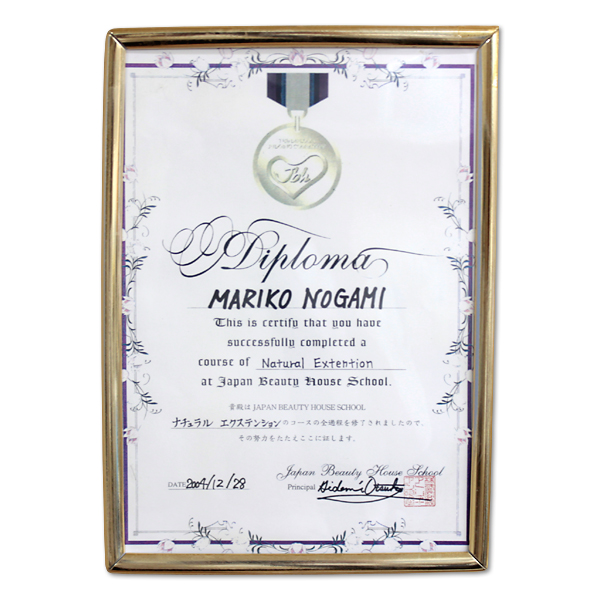 Jbh
Diploma
MARIKO NOGAMI
This is certify that you have
successfully completed a
course of Natural Extention
at Japan Beauty House School.
貴殿は JAPAN BEAUTY HOUSE SCHOOL
ナチュラル エクステンションのコースの全過程を修了されましたので、
その努力をたたえここに証します。
Japan Beauty House School
DATE 2004/12/28 Principal Hidemi Otsuka